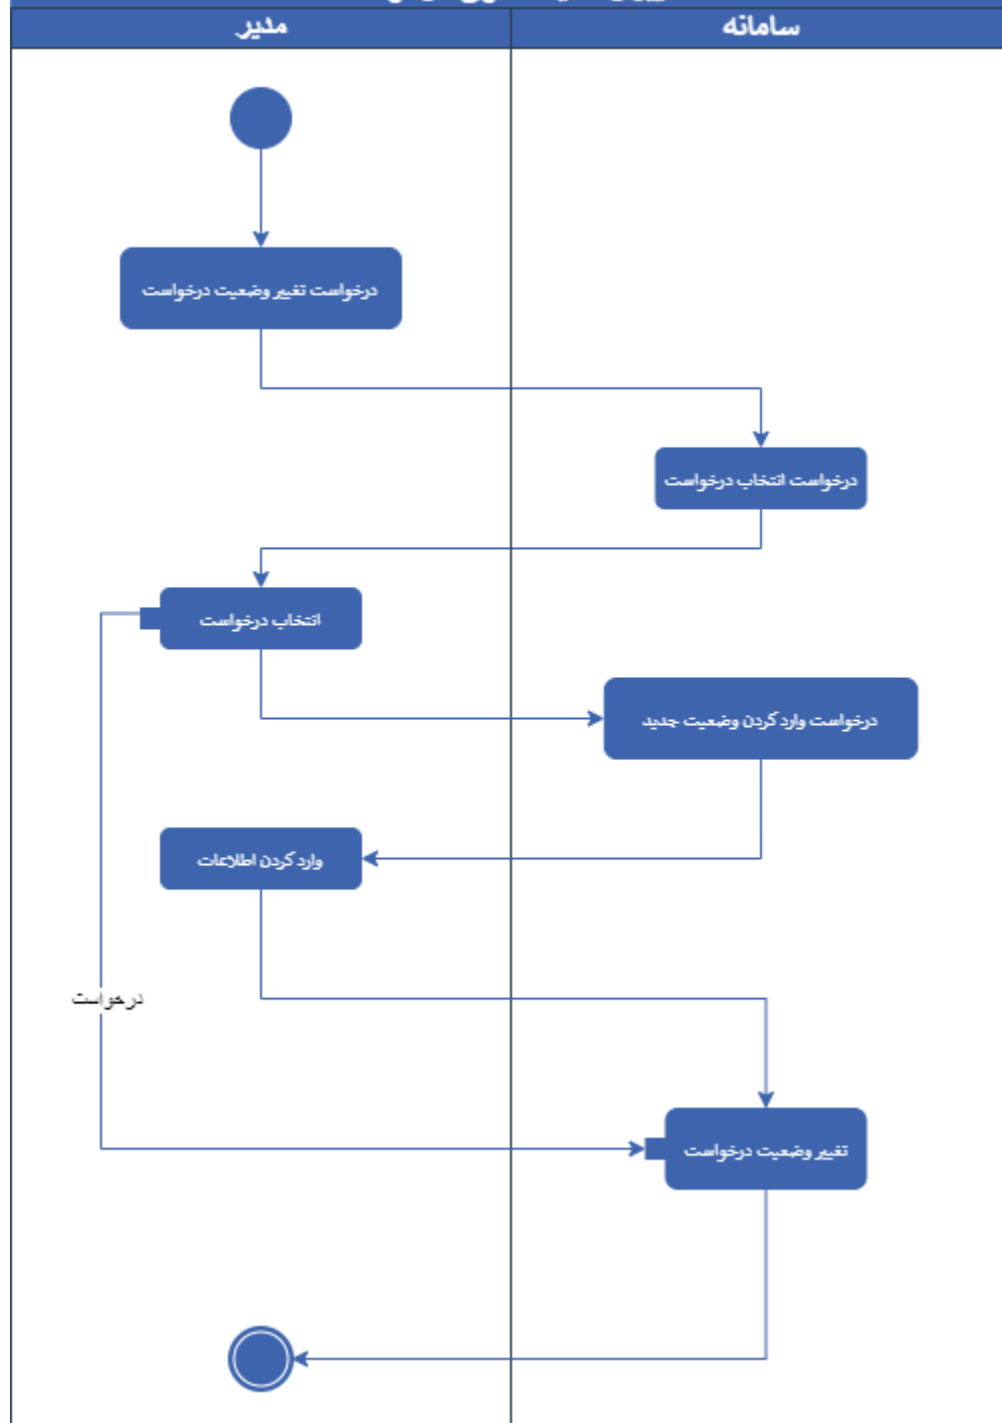 مدیر
سامانه
درخواست تغییر وضعیت درخواست
درخواست انتخاب درخواست
انتخاب درخواست
درخواست وارد کردن وضعیت جدید
وارد کردن اطلاعات
درخواست
تغییر وضعیت درخواست